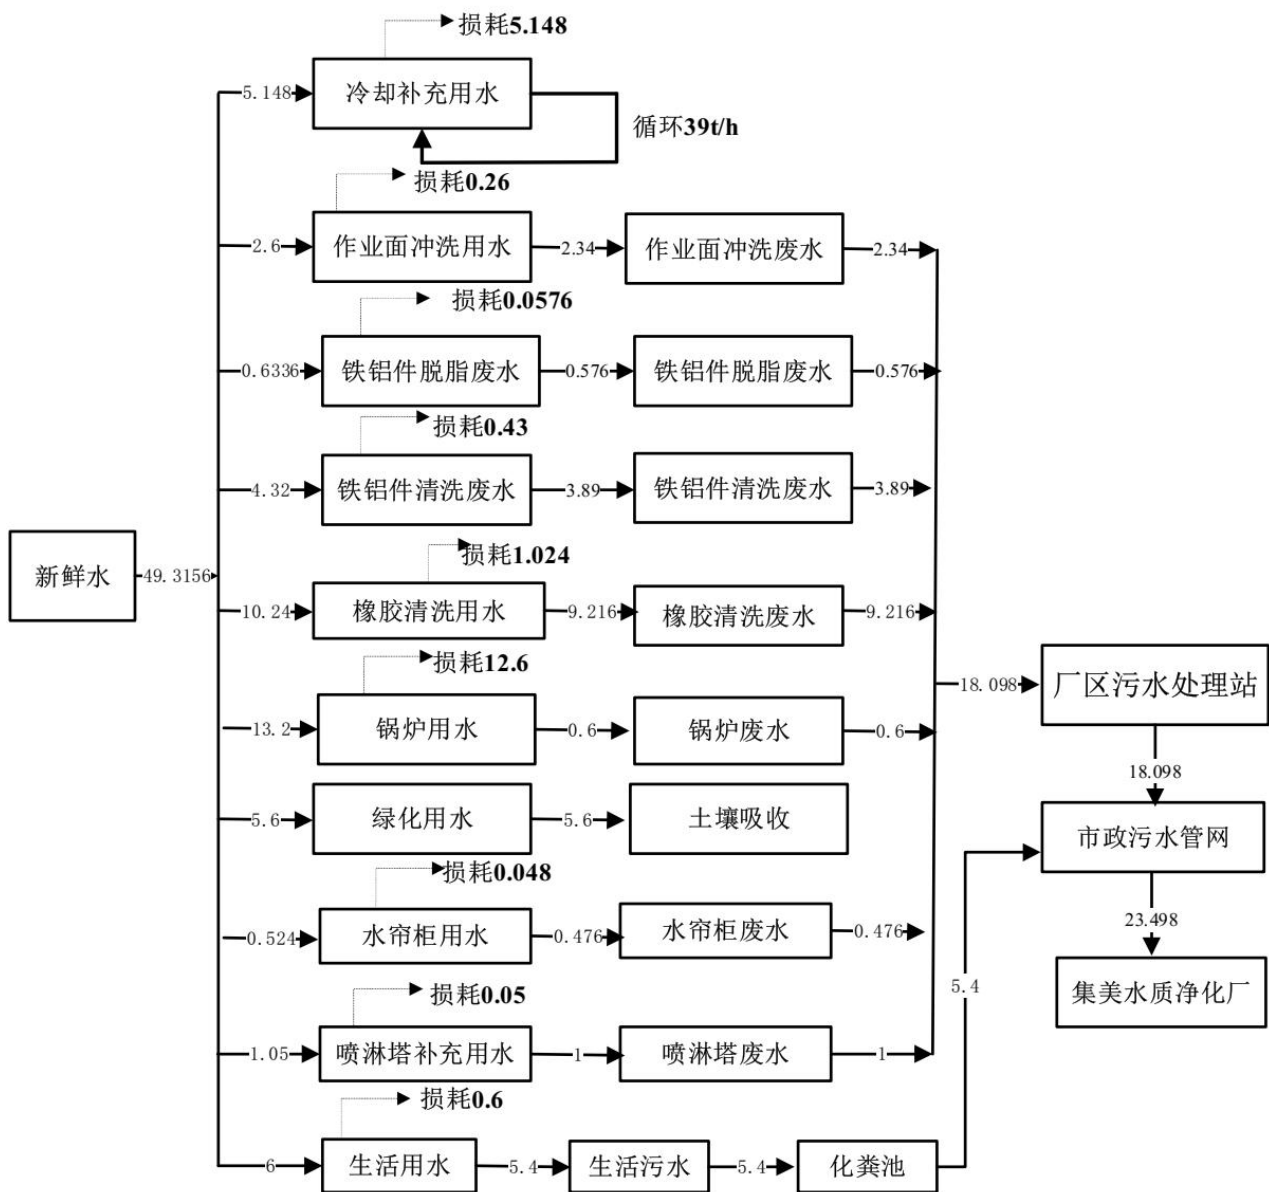 损耗5.148
5.148
冷却补充用水
循环39t/h
损耗0.26
2.6
作业面冲洗用水
2.34
作业面冲洗废水
2.34
损耗0.0576
0.6336
铁铝件脱脂废水
0.576
铁铝件脱脂废水
0.576
损耗0.43
4.32
铁铝件清洗废水
3.89
铁铝件清洗废水
3.89
新鲜水
49.3156
损耗1.024
10.24
橡胶清洗用水
9.216
橡胶清洗废水
9.216
损耗12.6
13.2
锅炉用水
0.6
锅炉废水
0.6
18.098
厂区污水处理站
18.098
5.6
绿化用水
5.6
土壤吸收
市政污水管网
损耗0.048
0.524
水帘柜用水
0.476
水帘柜废水
0.476
23.498
集美水质净化厂
5.4
损耗0.05
1.05
喷淋塔补充用水
1
喷淋塔废水
1
损耗0.6
6
生活用水
5.4
生活污水
5.4
化粪池